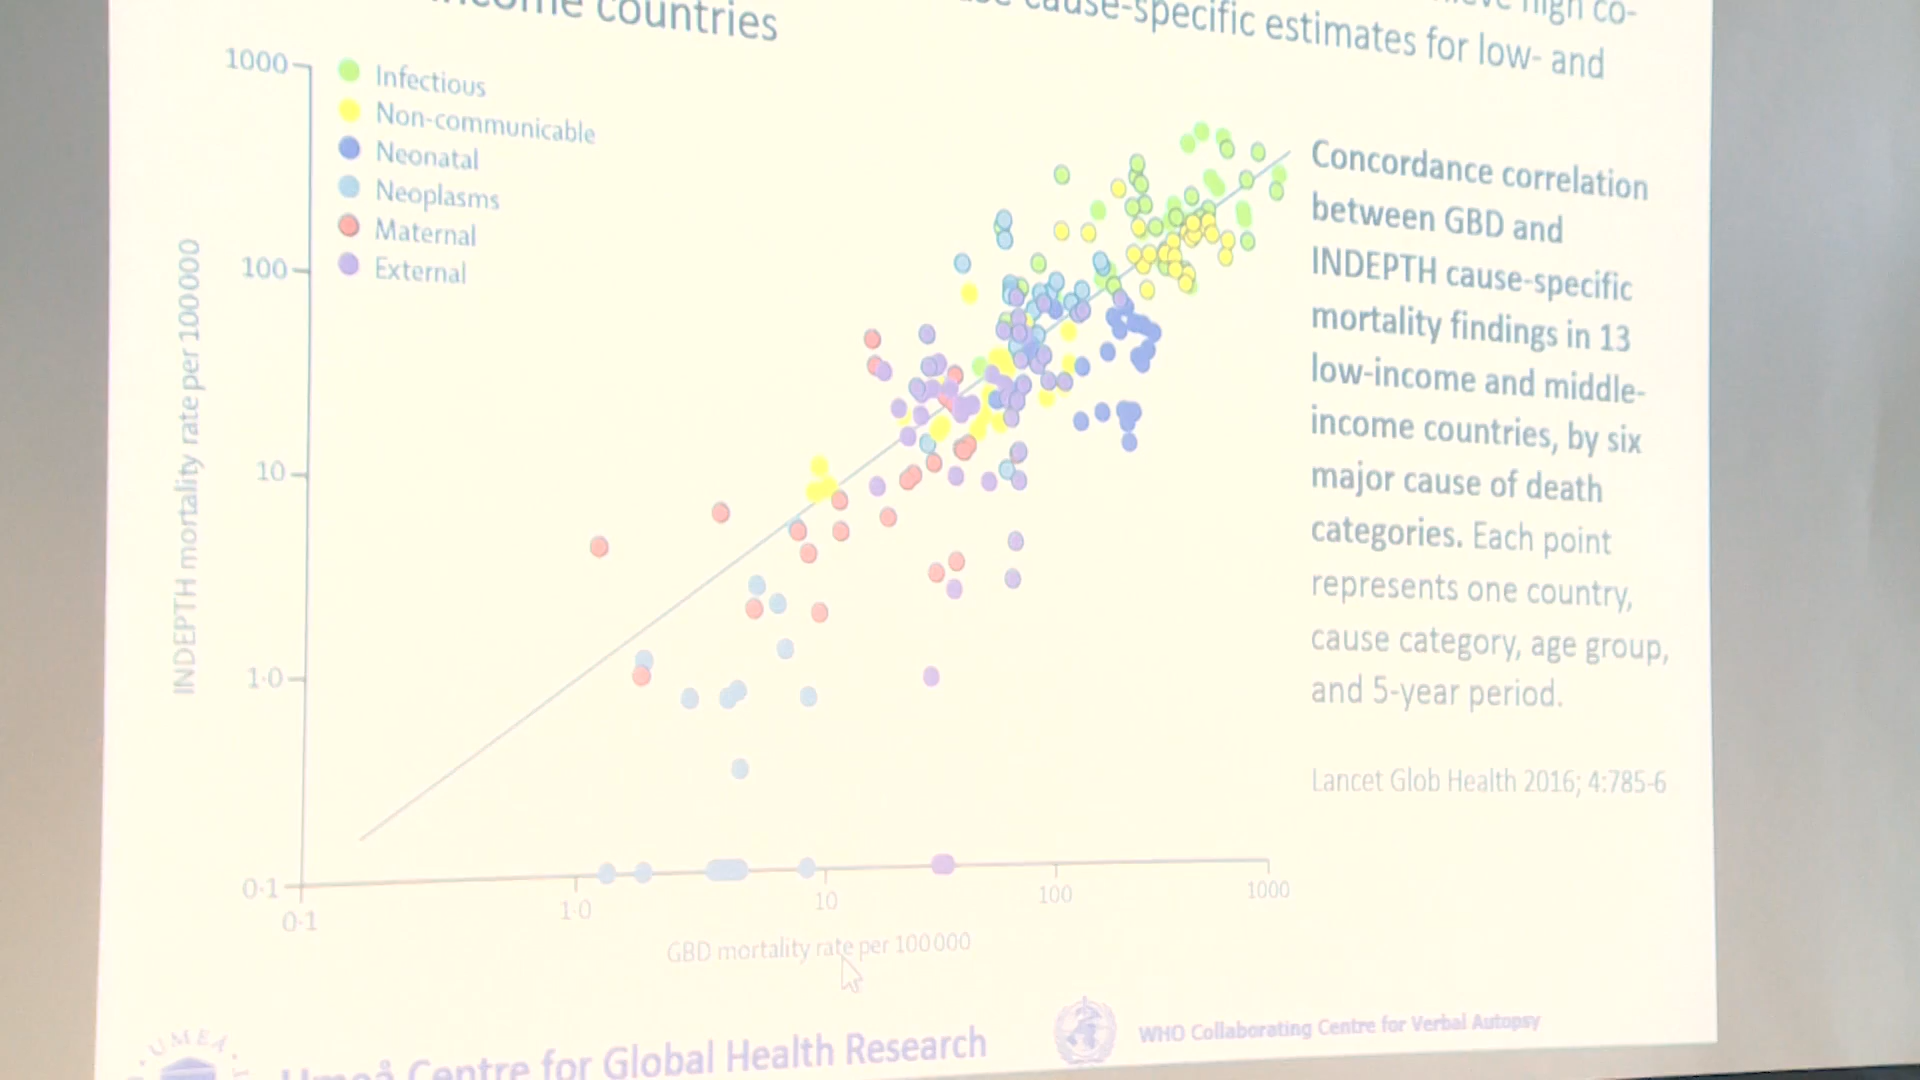 countries
high co-
cause-specific estimates for low- and
1000
100
10
1·0
0·1
INDEPTH mortality rate per 100 000
Infectious
Non-communicable
Neonatal
Neoplasms
Maternal
External
0·1
1·0
10
100
1000
GBD mortality rate per 100 000
Concordance correlation
between GBD and
INDEPTH cause-specific
mortality findings in 13
low-income and middle-
income countries, by six
major cause of death
categories. Each point
represents one country,
cause category, age group,
and 5-year period.
Lancet Glob Health 2016; 4:785-6
UMEÅ
Umeå Centre for Global Health Research
WHO Collaborating Centre for Verbal Autopsy